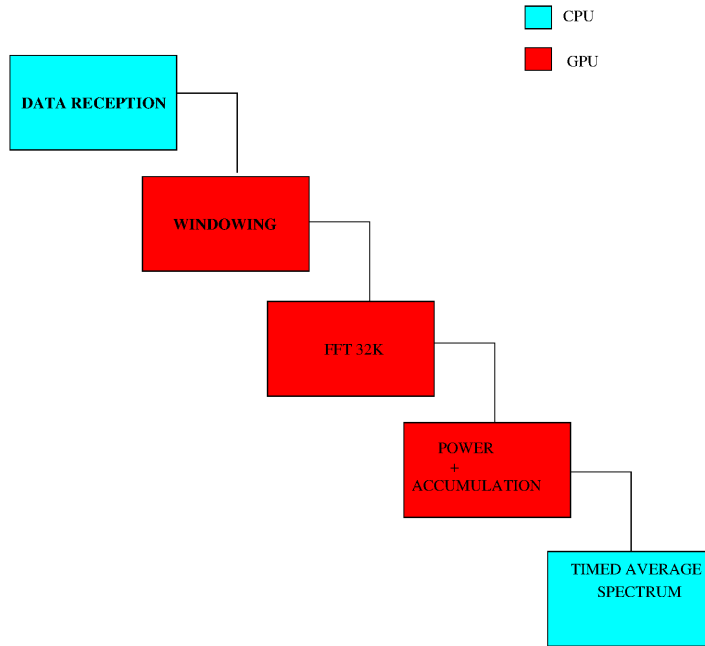 CPU
GPU
DATA RECEPTION
WINDOWING
FFT 32K
POWER
+
ACCUMULATION
TIMED AVERAGE
SPECTRUM